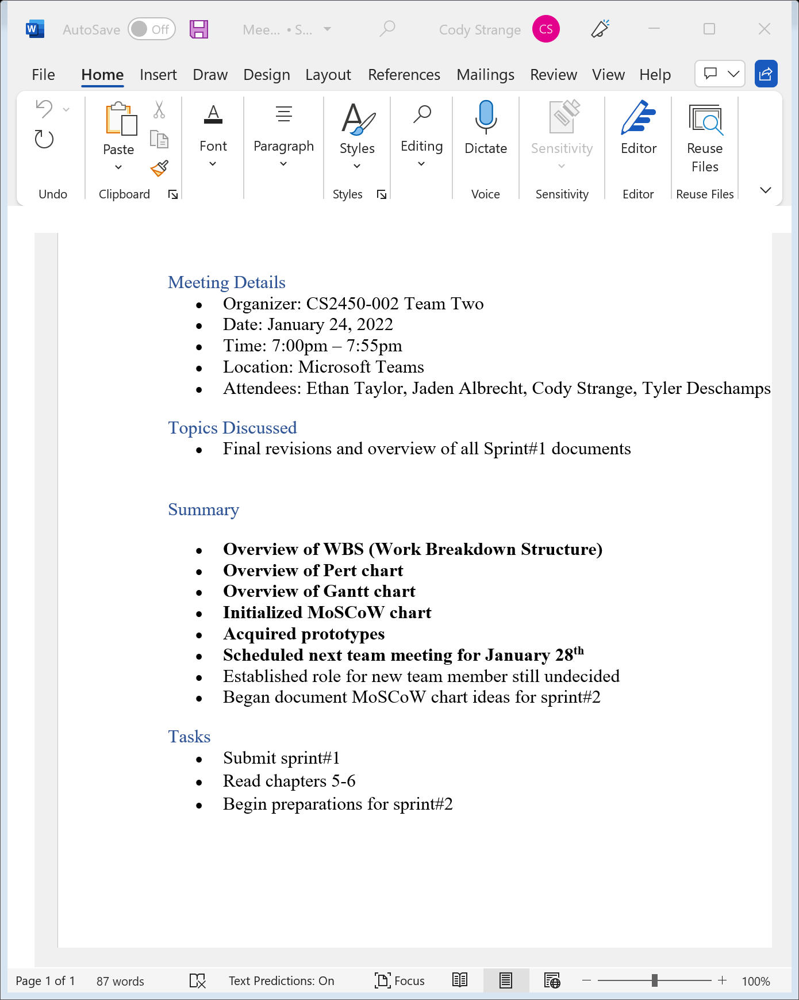 AutoSave Off Mee... • S... Cody Strange CS
File Home Insert Draw Design Layout References Mailings Review View Help
Paste Font Paragraph Styles Editing Dictate Sensitivity Editor Reuse Files
Undo Clipboard Styles Voice Sensitivity Editor Reuse Files
Meeting Details
• Organizer: CS2450-002 Team Two
• Date: January 24, 2022
• Time: 7:00pm – 7:55pm
• Location: Microsoft Teams
• Attendees: Ethan Taylor, Jaden Albrecht, Cody Strange, Tyler Deschamps
Topics Discussed
• Final revisions and overview of all Sprint#1 documents
Summary
• Overview of WBS (Work Breakdown Structure)
• Overview of Pert chart
• Overview of Gantt chart
• Initialized MoSCoW chart
• Acquired prototypes
• Scheduled next team meeting for January 28th
• Established role for new team member still undecided
• Began document MoSCoW chart ideas for sprint#2
Tasks
• Submit sprint#1
• Read chapters 5-6
• Begin preparations for sprint#2
Page 1 of 1 87 words Text Predictions: On Focus 100%